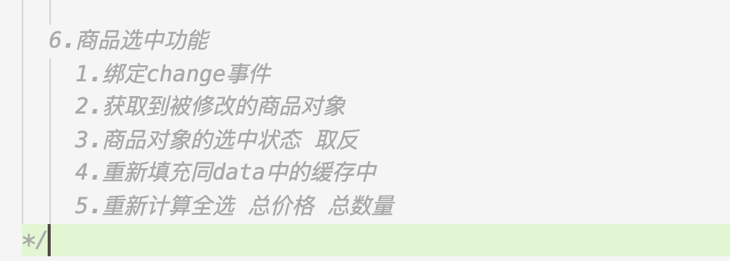 6.商品选中功能
1.绑定change事件
2.获取到被修改的商品对象
3.商品对象的选中状态 取反
4.重新填充同data中的缓存中
5.重新计算全选 总价格 总数量
*/